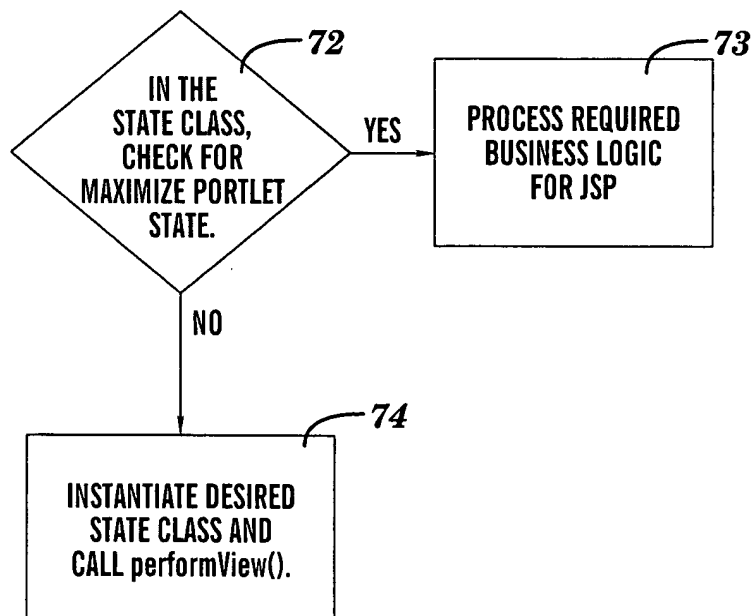 72
IN THE
STATE CLASS,
CHECK FOR
MAXIMIZE PORTLET
STATE.
YES
73
PROCESS REQUIRED
BUSINESS LOGIC
FOR JSP
NO
74
INSTANTIATE DESIRED
STATE CLASS AND
CALL performView().